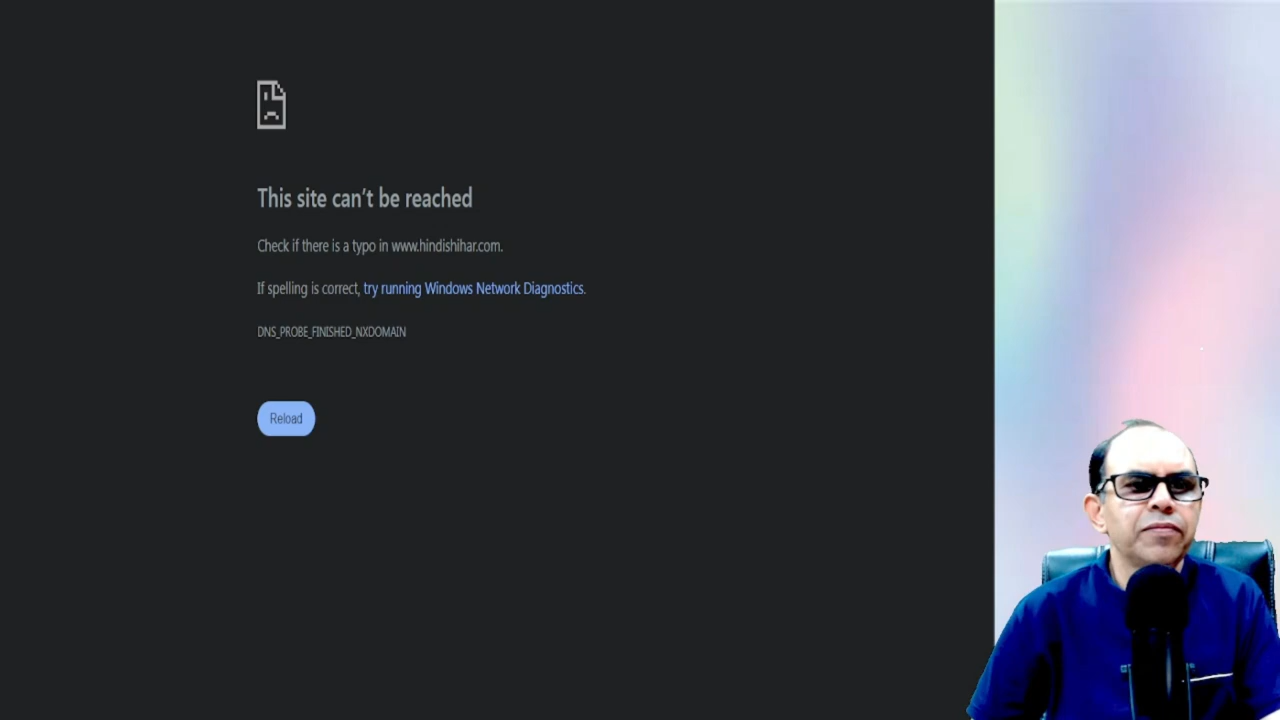 This site can’t be reached
Check if there is a typo in www.hindishihar.com.
If spelling is correct, try running Windows Network Diagnostics.
DNS_PROBE_FINISHED_NXDOMAIN
Reload